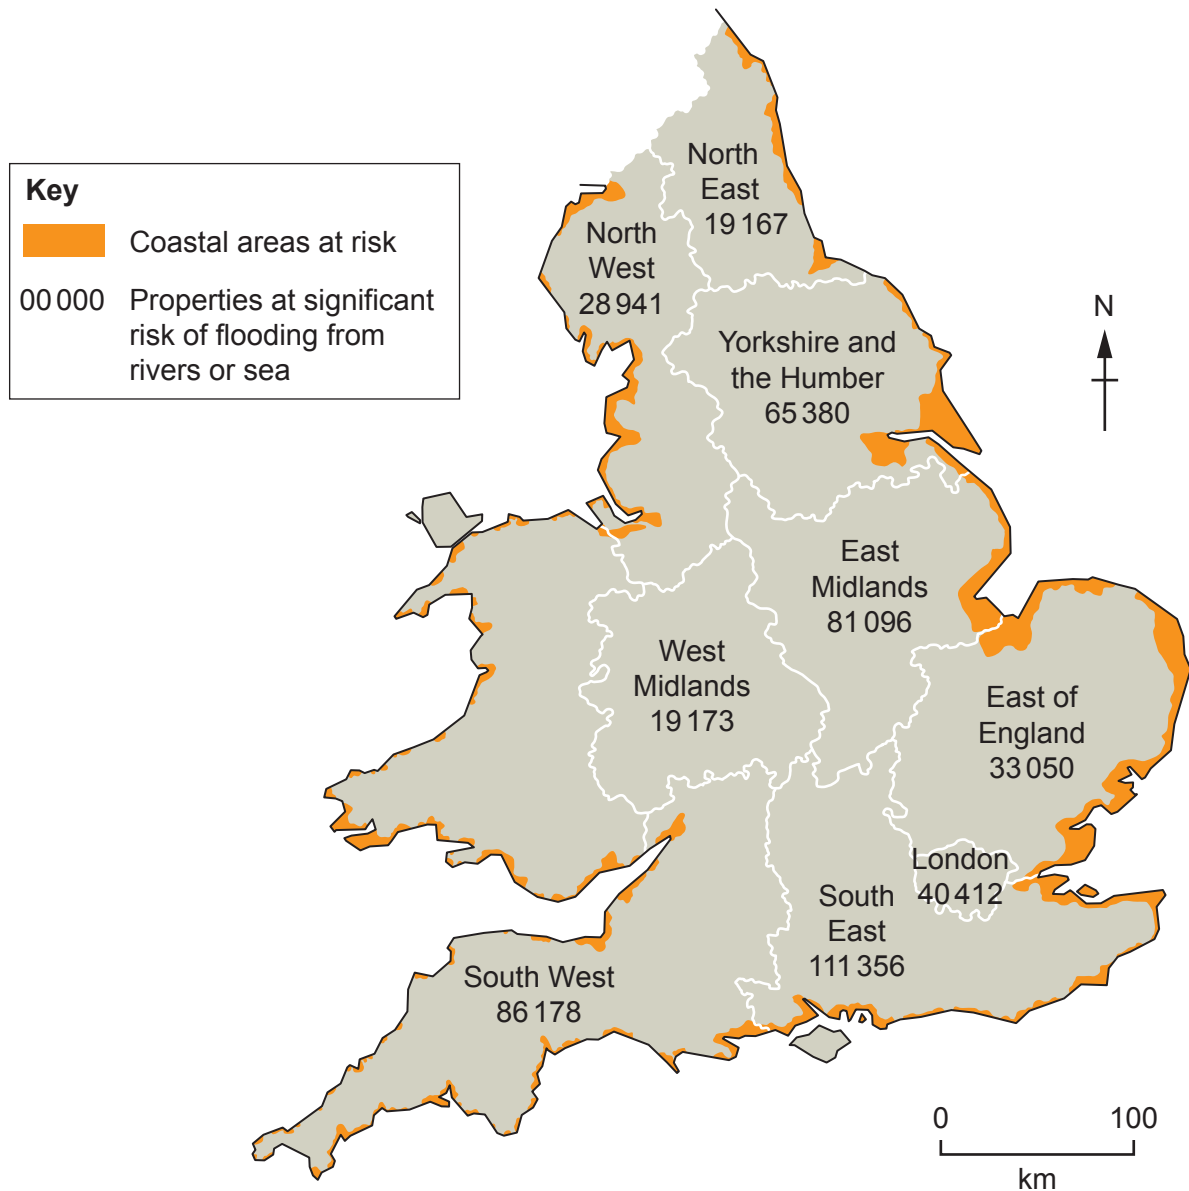 Key
Coastal areas at risk
00 000 Properties at significant
risk of flooding from
rivers or sea
N
North
East
19 167
North
West
28 941
Yorkshire and
the Humber
65 380
East
Midlands
81 096
West
Midlands
19 173
East of
England
33 050
London
40 412
South
East
111 356
South West
86 178
0 100
km